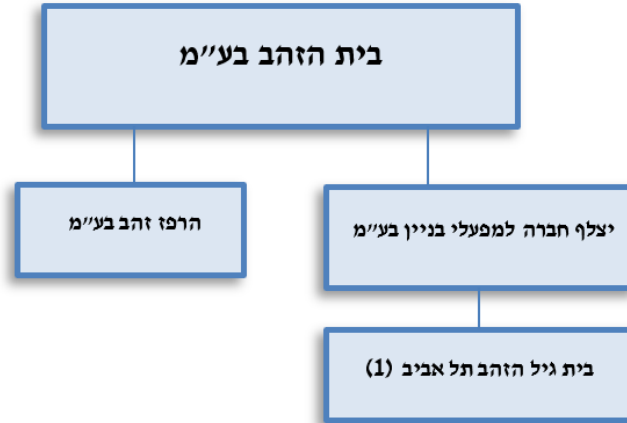 בית הזהב בע״מ
יצלף חברה למפעלי בניין בע״מ
הרפז זהב בע״מ
בית גיל הזהב תל אביב (1)